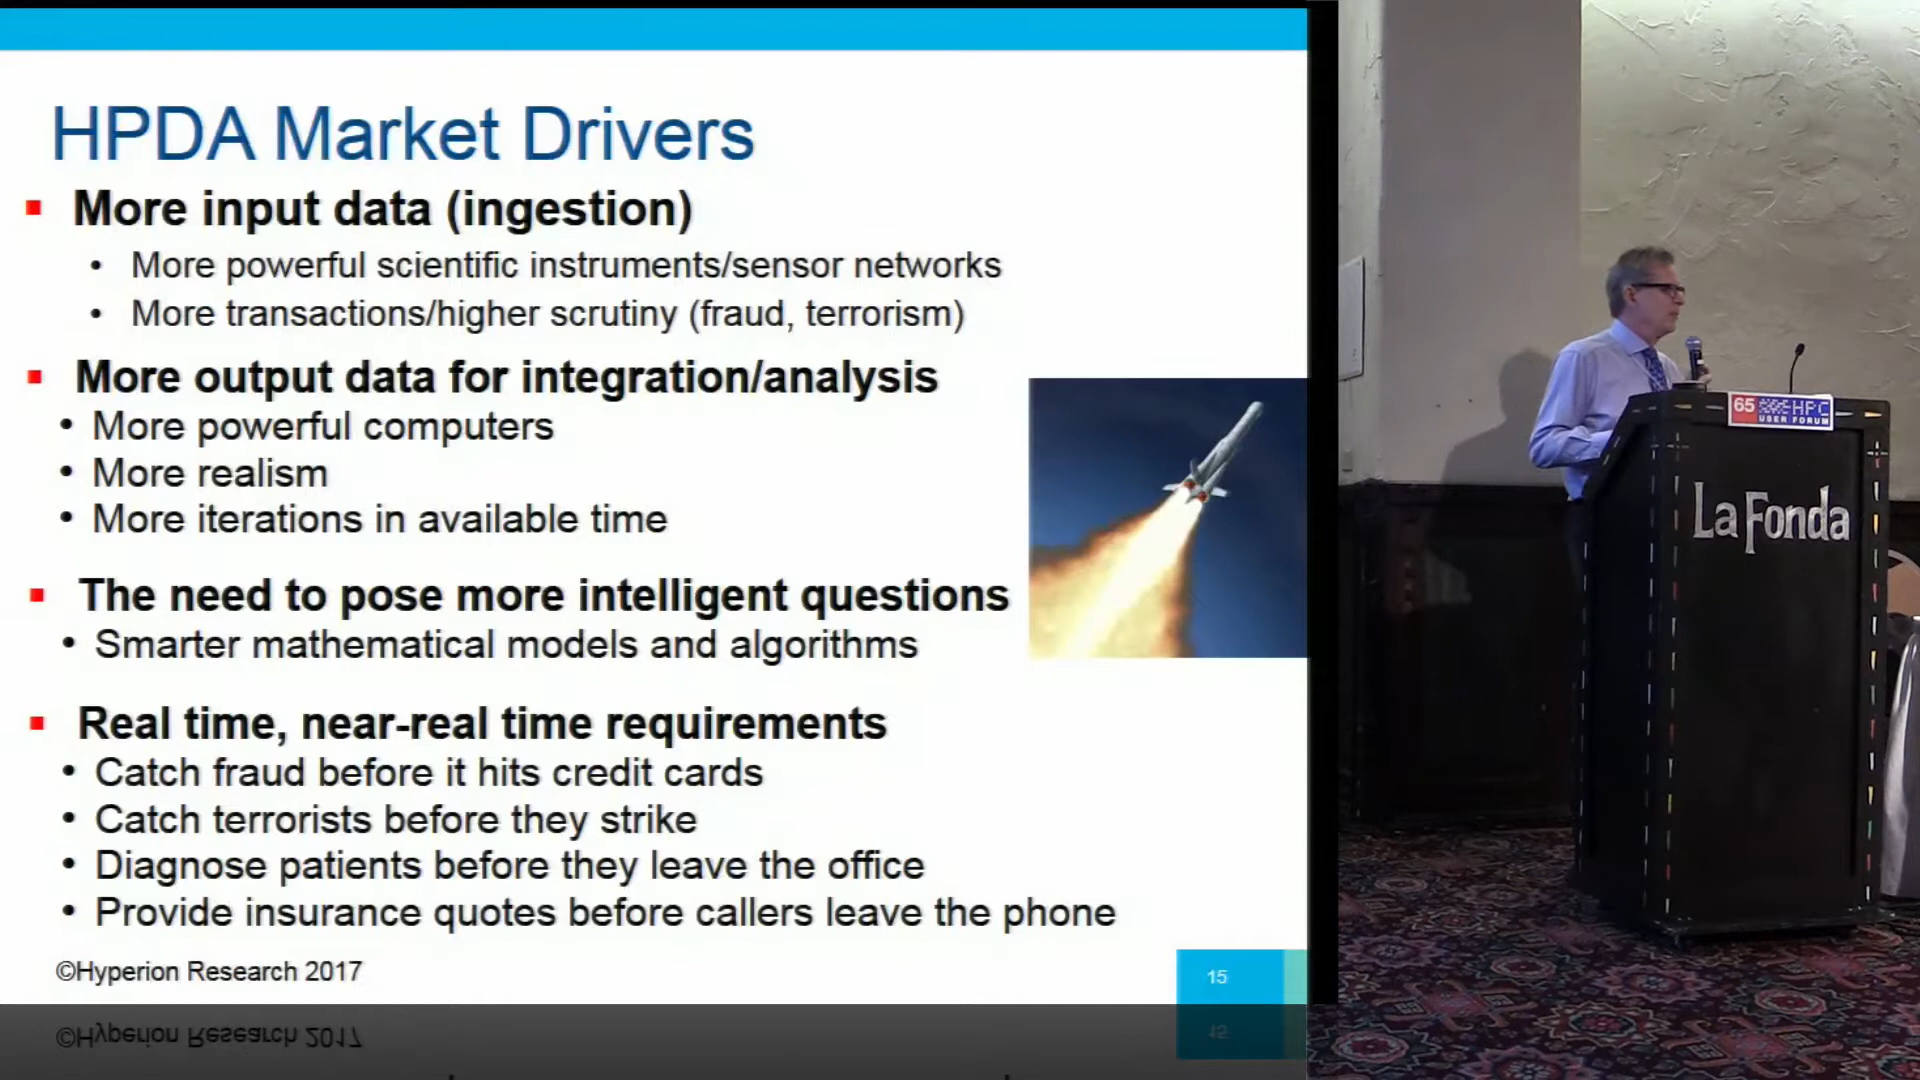 HPDA Market Drivers
More input data (ingestion)
More powerful scientific instruments/sensor networks
More transactions/higher scrutiny (fraud, terrorism)
More output data for integration/analysis
More powerful computers
More realism
More iterations in available time
The need to pose more intelligent questions
Smarter mathematical models and algorithms
Real time, near-real time requirements
Catch fraud before it hits credit cards
Catch terrorists before they strike
Diagnose patients before they leave the office
Provide insurance quotes before callers leave the phone
©Hyperion Research 2017
15
65 HPC
USER FORUM
La Fonda